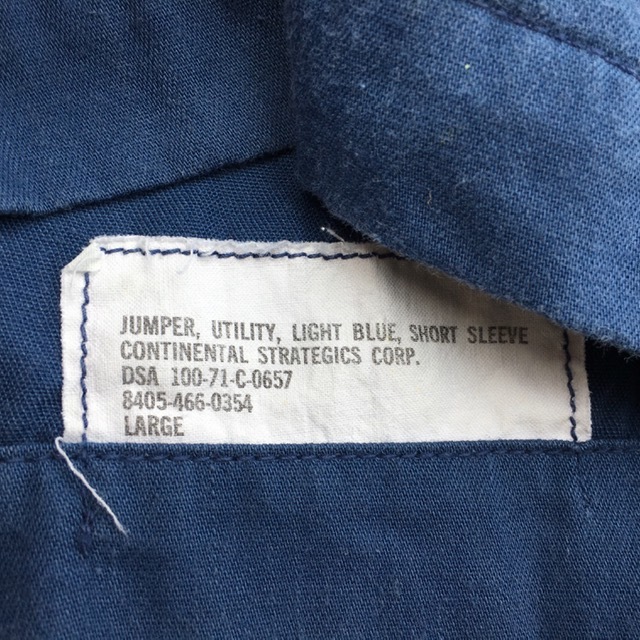 JUMPER, UTILITY, LIGHT BLUE, SHORT SLEEVE
CONTINENTAL STRATEGICS CORP.
DSA 100-71-C-0657
8405-466-0354
LARGE